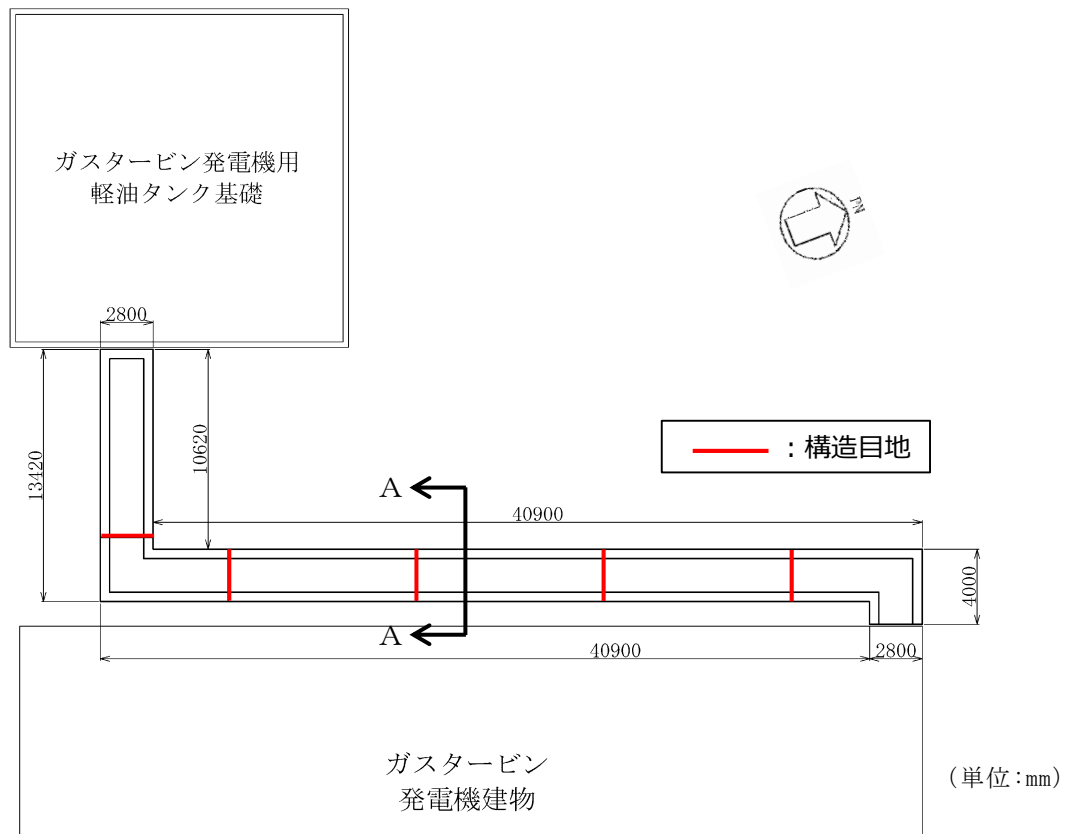 ガスタービン発電機用
軽油タンク基礎
PN
2800
13420
10620
━━ : 構造目地
A
40900
4000
A
40900
2800
ガスタービン
発電機建物
(単位:mm)